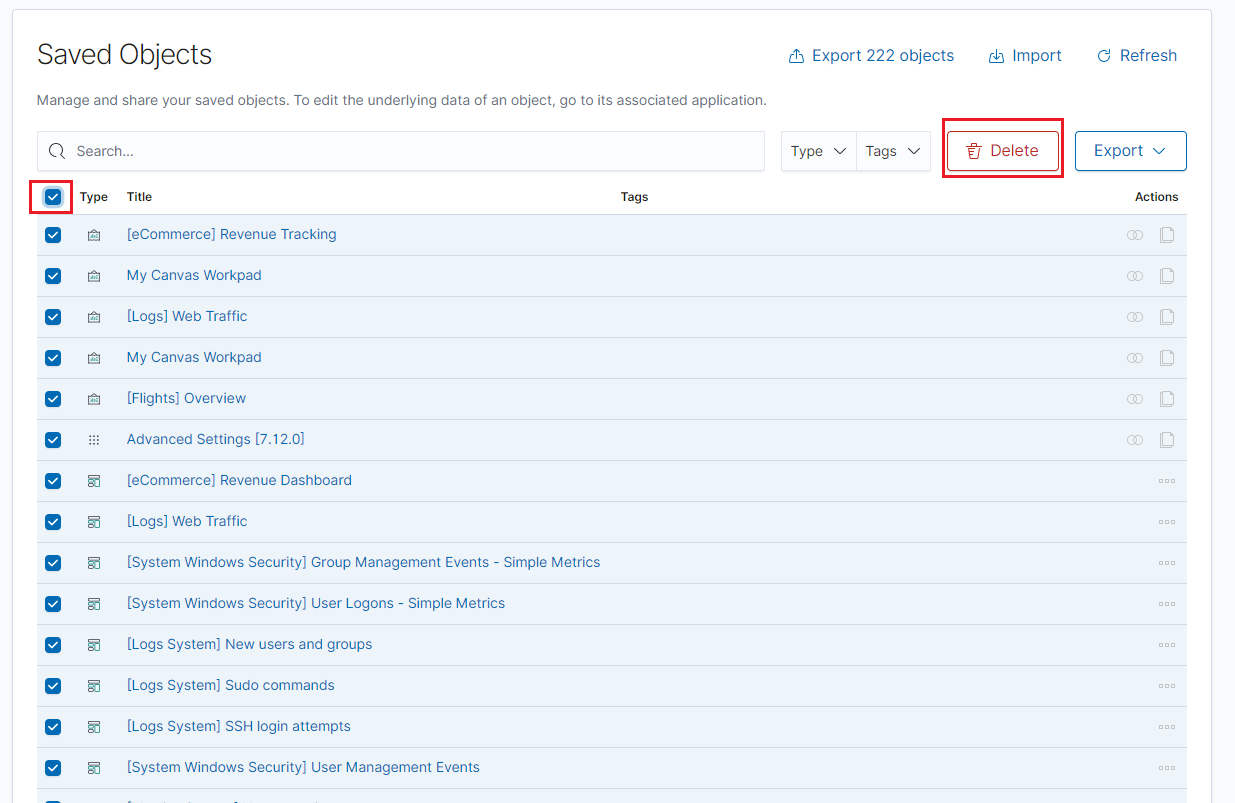 Saved Objects
Export 222 objects
Import
Refresh
Manage and share your saved objects. To edit the underlying data of an object, go to its associated application.
Search...
Type
Tags
Delete
Export
Type Title Tags Actions
[eCommerce] Revenue Tracking
My Canvas Workpad
[Logs] Web Traffic
My Canvas Workpad
[Flights] Overview
Advanced Settings [7.12.0]
[eCommerce] Revenue Dashboard
[Logs] Web Traffic
[System Windows Security] Group Management Events - Simple Metrics
[System Windows Security] User Logons - Simple Metrics
[Logs System] New users and groups
[Logs System] Sudo commands
[Logs System] SSH login attempts
[System Windows Security] User Management Events